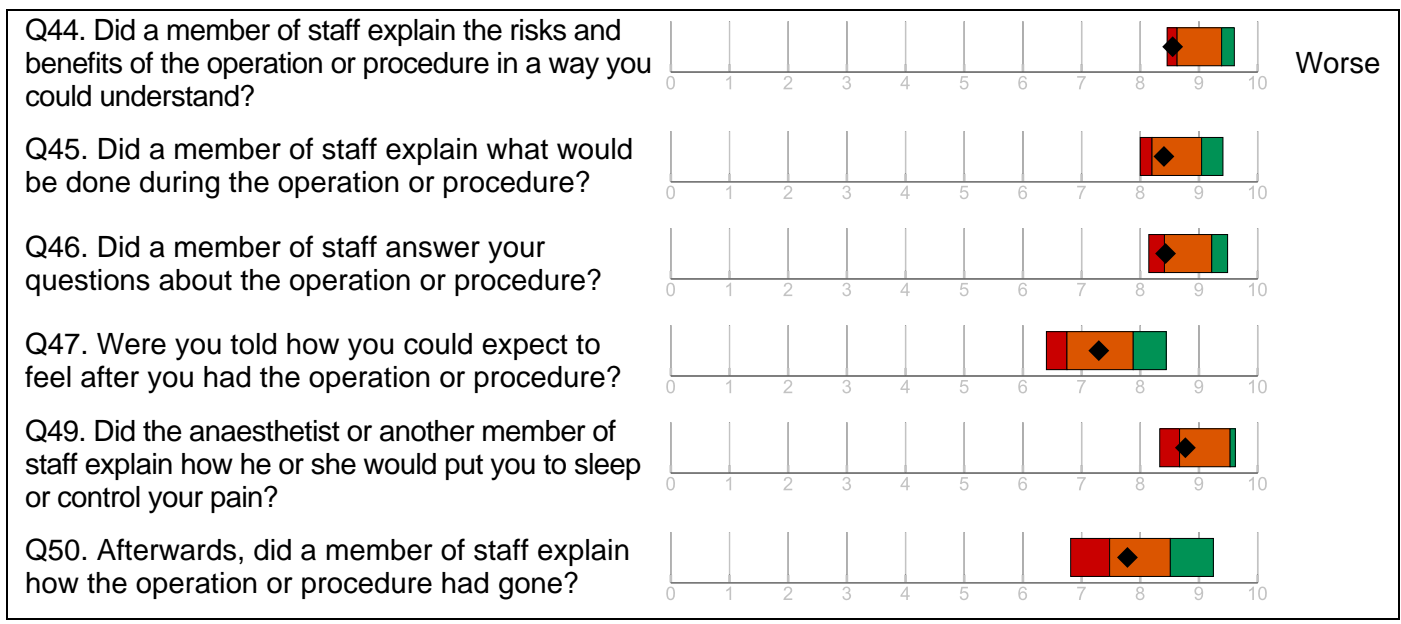 Q44. Did a member of staff explain the risks and
benefits of the operation or procedure in a way you
could understand?
Worse
0 1 2 3 4 5 6 7 8 9 10
Q45. Did a member of staff explain what would
be done during the operation or procedure?
0 1 2 3 4 5 6 7 8 9 10
Q46. Did a member of staff answer your
questions about the operation or procedure?
0 1 2 3 4 5 6 7 8 9 10
Q47. Were you told how you could expect to
feel after you had the operation or procedure?
0 1 2 3 4 5 6 7 8 9 10
Q49. Did the anaesthetist or another member of
staff explain how he or she would put you to sleep
or control your pain?
0 1 2 3 4 5 6 7 8 9 10
Q50. Afterwards, did a member of staff explain
how the operation or procedure had gone?
0 1 2 3 4 5 6 7 8 9 10